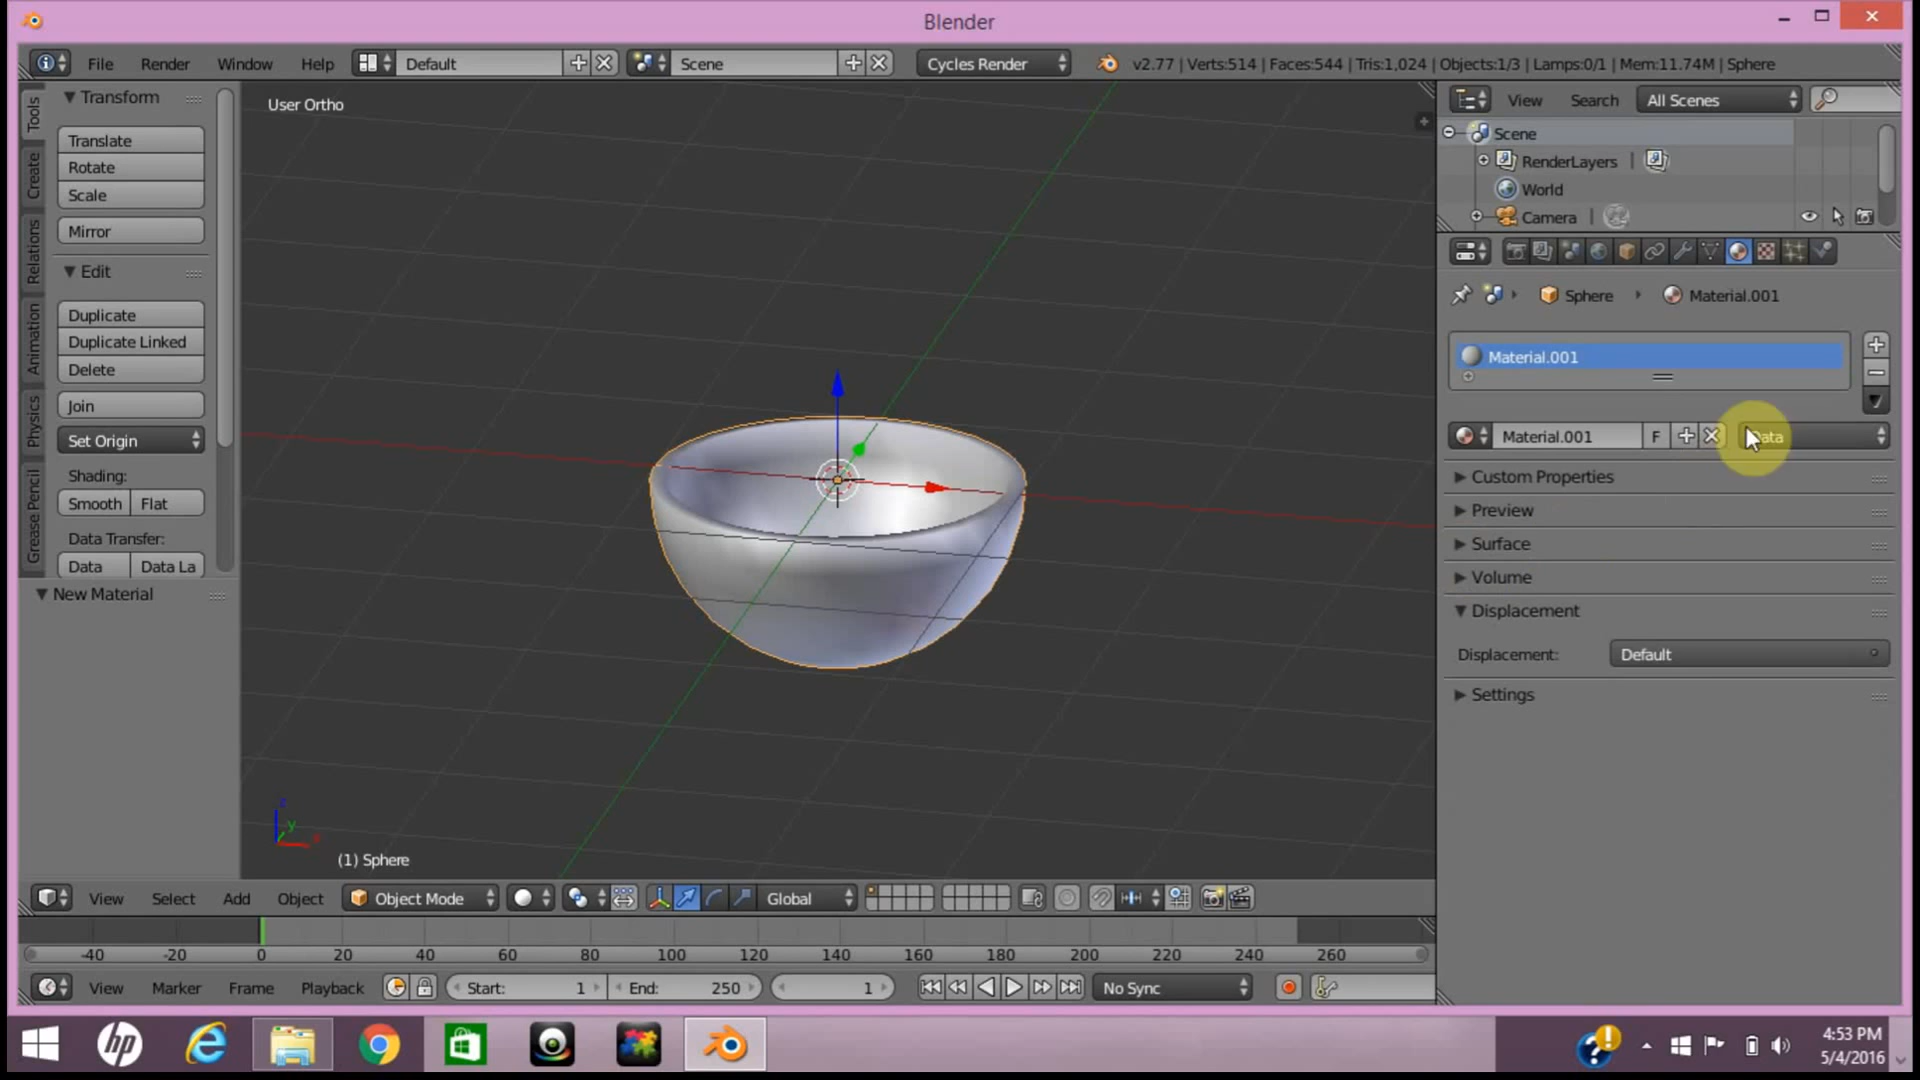 Blender
File Render Window Help Default Scene Cycles Render v2.77 | Verts:514 | Faces:544 | Tris:1,024 | Objects:1/3 | Lamps:0/1 | Mem:11.74M | Sphere
Tools
Create
Relations
Animation
Physics
Grease Pencil
Transform
Translate
Rotate
Scale
Mirror
Edit
Duplicate
Duplicate Linked
Delete
Join
Set Origin
Shading:
Smooth Flat
Data Transfer:
Data Data La
New Material
User Ortho
z
y
x
(1) Sphere
View Search All Scenes
Scene
RenderLayers
World
Camera
Sphere Material.001
Material.001
Material.001 F Data
Custom Properties
Preview
Surface
Volume
Displacement
Displacement: Default
Settings
View Select Add Object Object Mode Global
-40 -20 0 20 40 60 80 100 120 140 160 180 200 220 240 260
View Marker Frame Playback Start: 1 End: 250 1 No Sync
hp
4:53 PM
5/4/2016